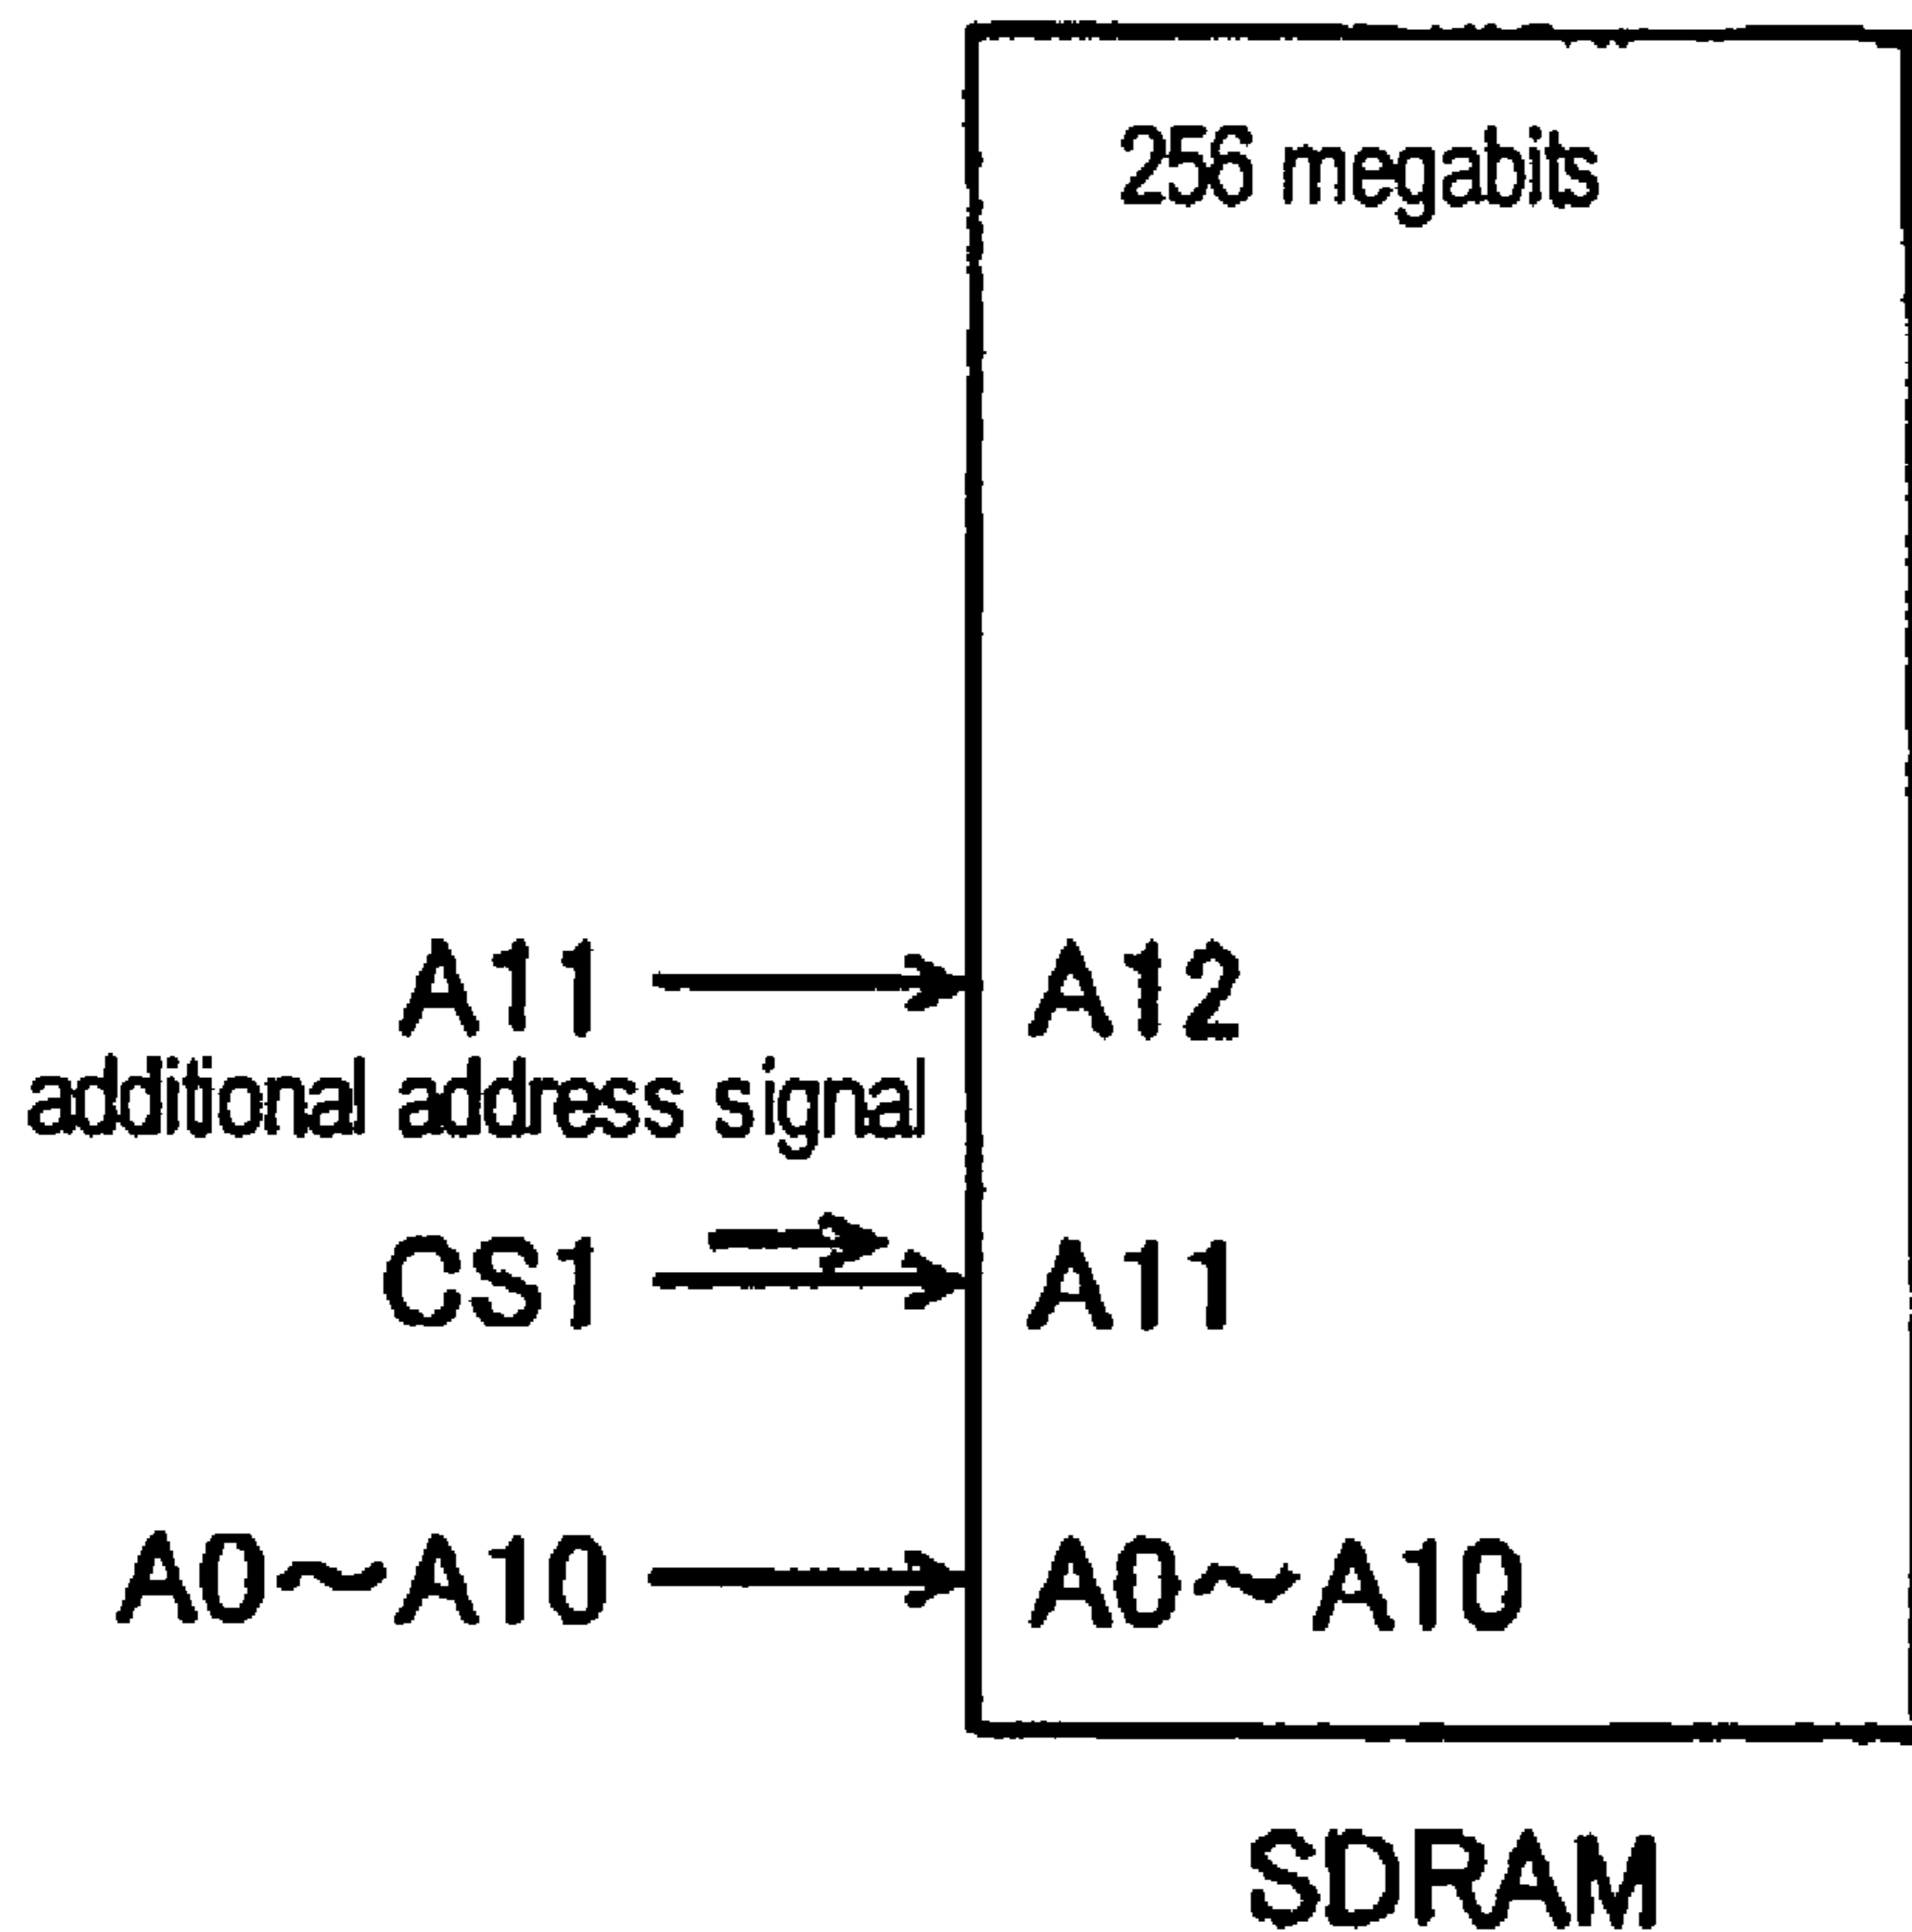 256 megabits
A11 A12
additional address signal
CS1 A11
A0～A10 A0～A10
SDRAM